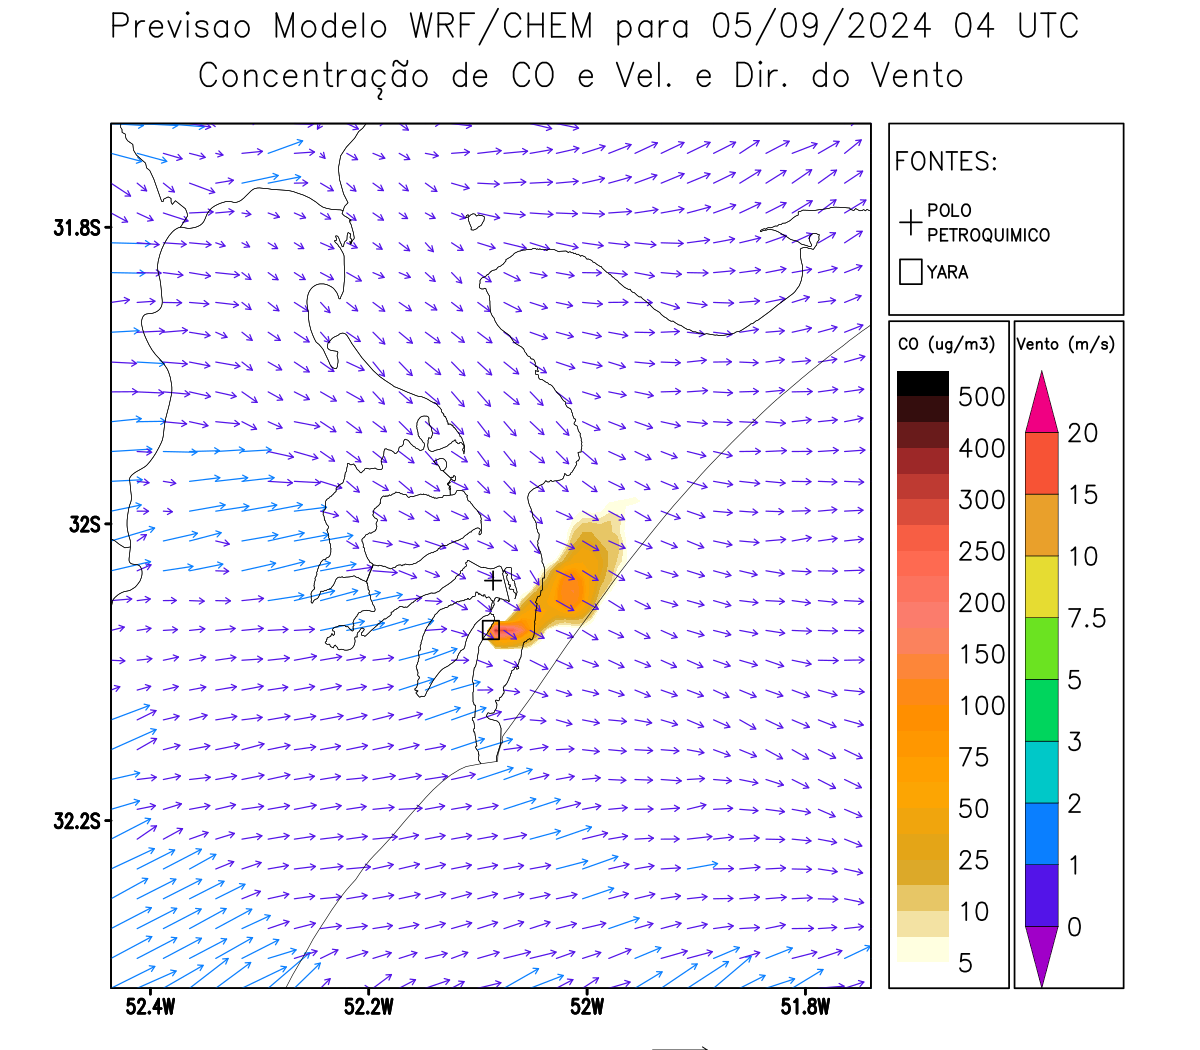 Previsao Modelo WRF/CHEM para 05/09/2024 04 UTC
Concentração de CO e Vel. e Dir. do Vento
FONTES:
POLO
PETROQUIMICO
YARA
CO (ug/m3)
500
400
300
250
200
150
100
75
50
25
10
5
Vento (m/s)
20
15
10
7.5
5
3
2
1
0
31.8S
32S
32.2S
52.4W
52.2W
52W
51.8W